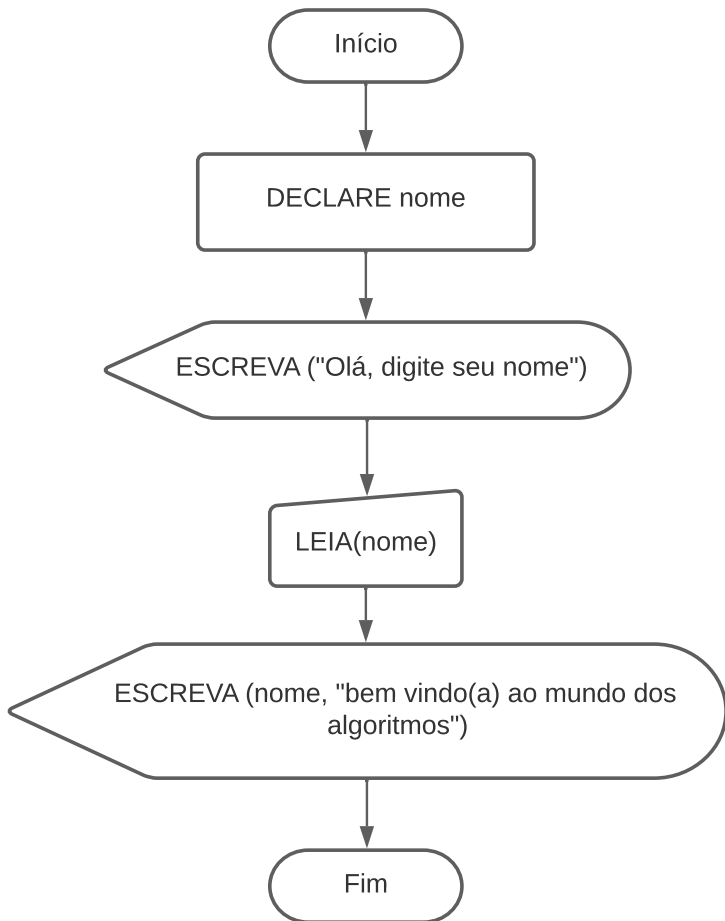 Início
DECLARE nome
ESCREVA ("Olá, digite seu nome")
LEIA(nome)
ESCREVA (nome, "bem vindo(a) ao mundo dos
algoritmos")
Fim